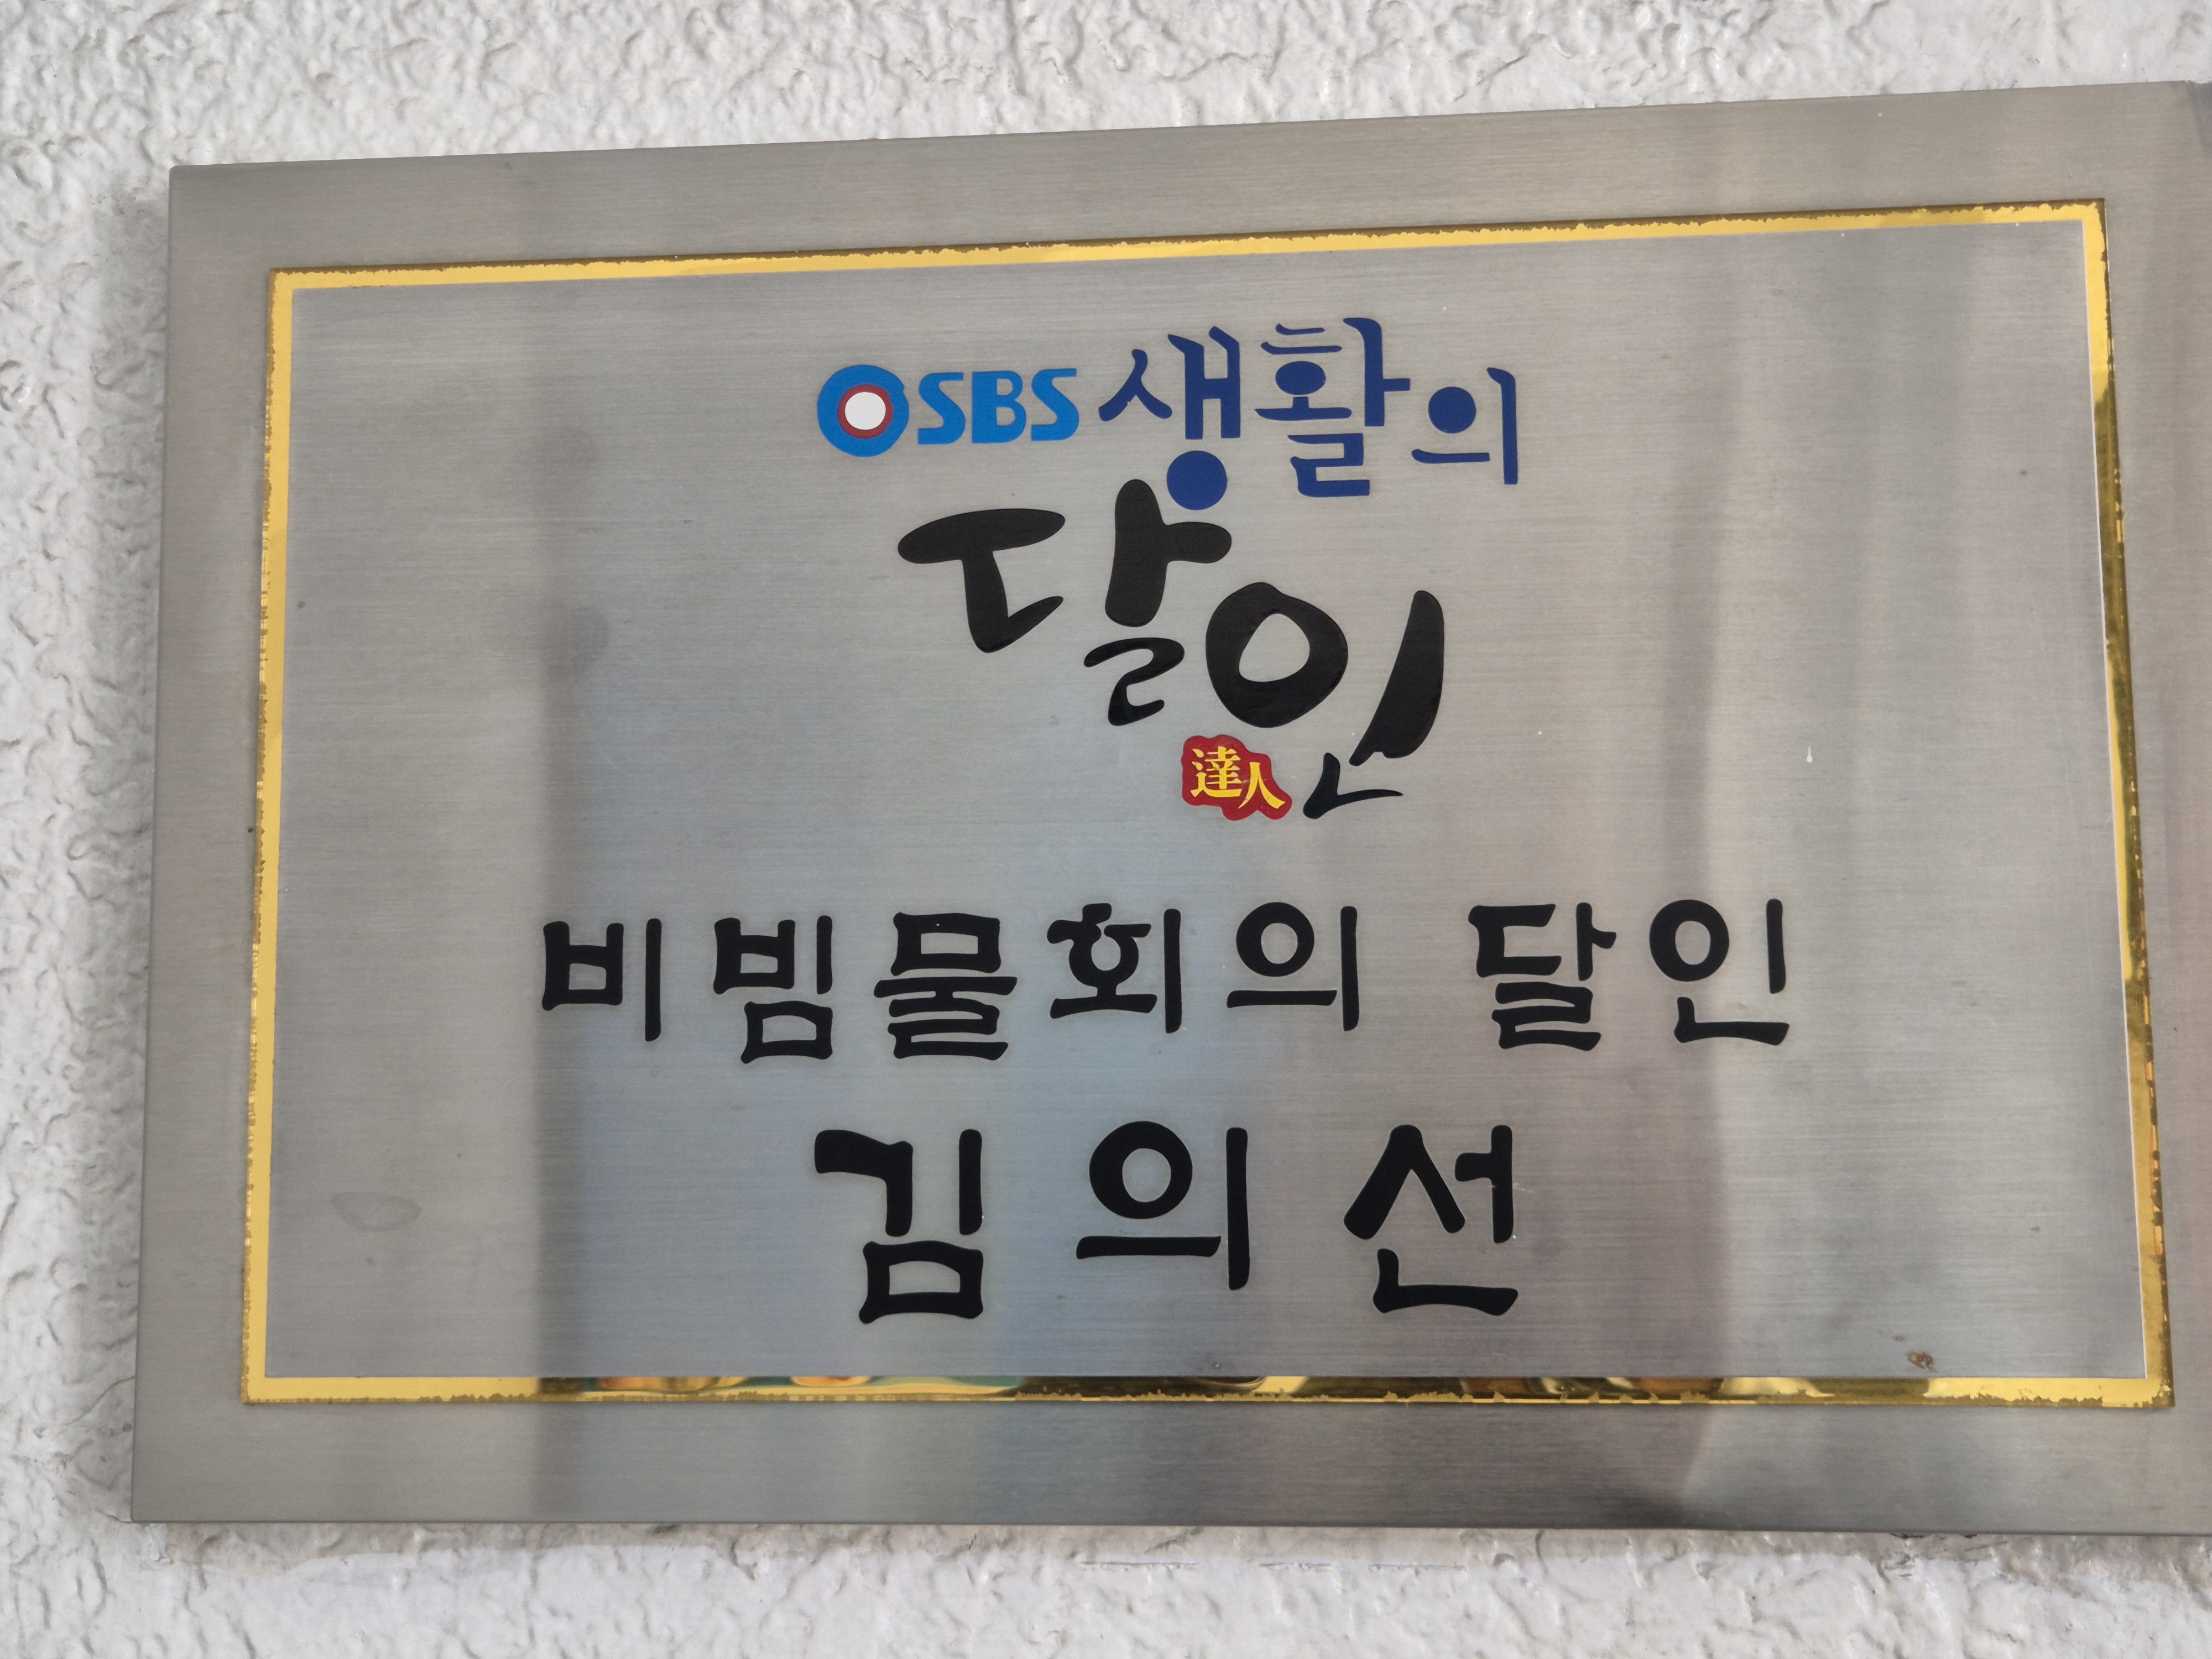 SBS 생활의
달인
達人
비빔물회의 달인
김의선